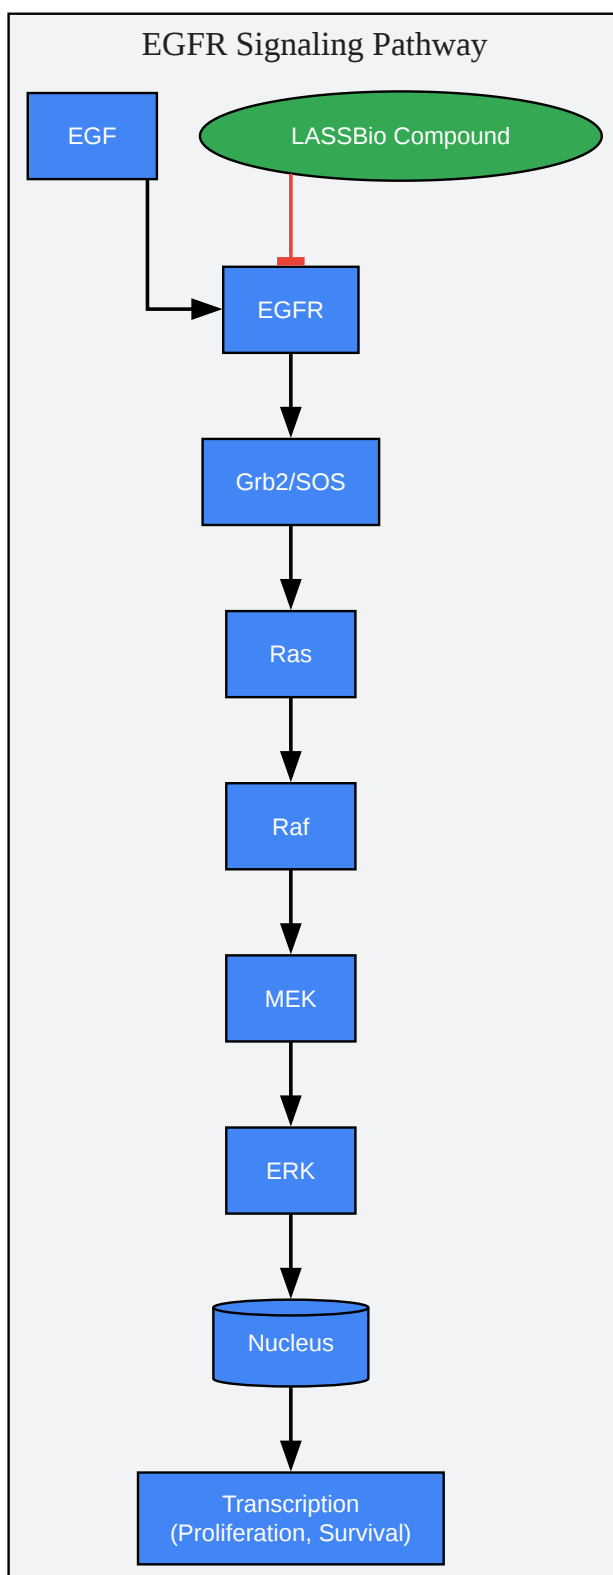 EGFR Signaling Pathway
EGF
LASSBio Compound
EGFR
Grb2/SOS
Ras
Raf
MEK
ERK
Nucleus
Transcription
(Proliferation, Survival)